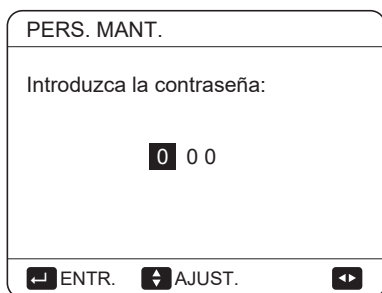 PERS. MANT.
Introduzca la contraseña:
0 0 0
ENTR. AJUST.